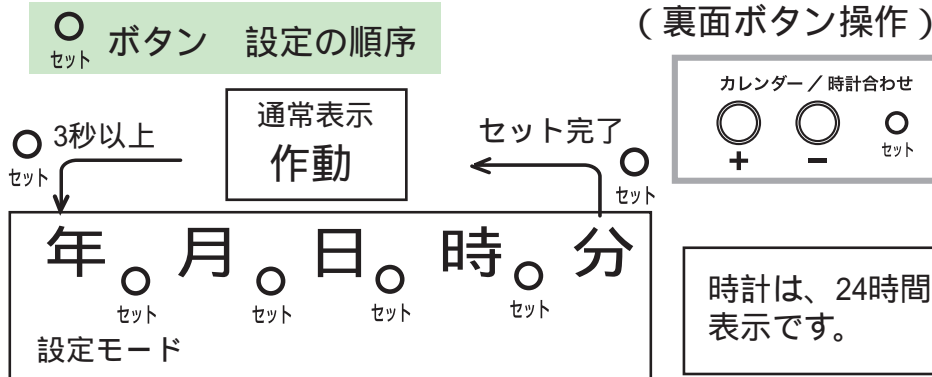 セット ボタン 設定の順序
(裏面ボタン操作)
カレンダー/時計合わせ
+ −
セット
セット 3秒以上
通常表示
作動
セット完了
セット
年 月 日 時 分
セット セット セット セット
設定モード
時計は、24時間
表示です。